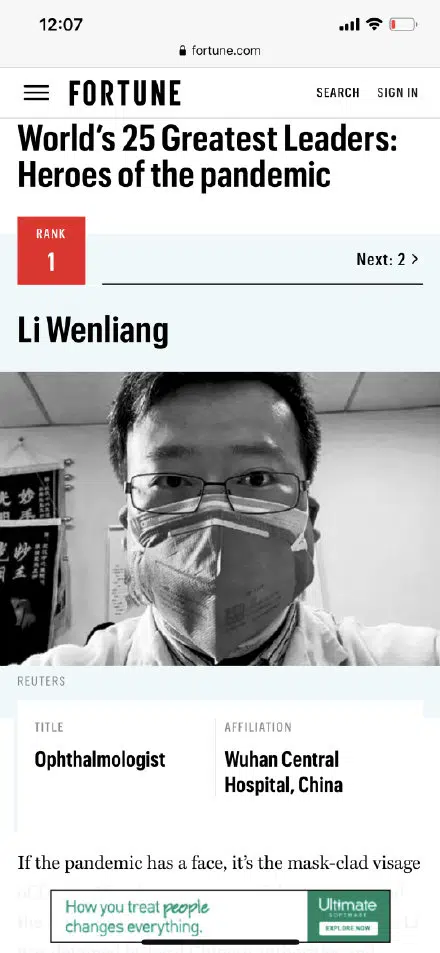 12:07
fortune.com
FORTUNE
SEARCH SIGN IN
World's 25 Greatest Leaders:
Heroes of the pandemic
RANK
1
Next: 2 >
Li Wenliang
妙手
REUTERS
TITLE
Ophthalmologist
AFFILIATION
Wuhan Central
Hospital, China
If the pandemic has a face, it's the mask-clad visage
How you treat people
changes everything.
Ultimate
SOFTWARE
EXPLORE NOW